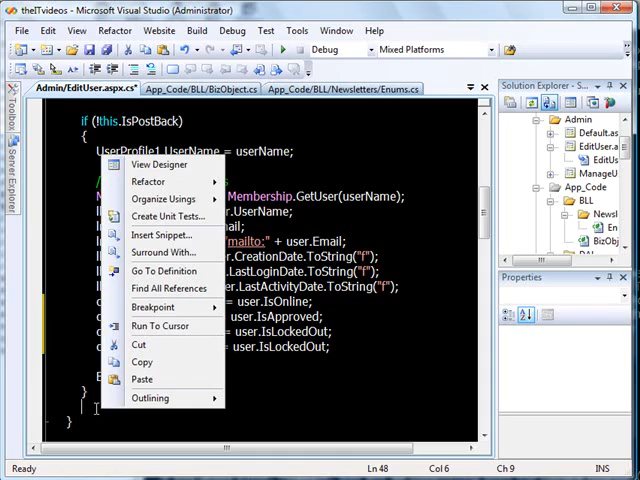 theITvideos - Microsoft Visual Studio (Administrator)
File Edit View Refactor Website Build Debug Test Tools Window Help
Debug Mixed Platforms
Admin/EditUser.aspx.cs* App_Code/BLL/BizObject.cs App_Code/BLL/Newsletters/Enums.cs
Toolbox
Server Explorer
if (!this.IsPostBack)
{
UserProfile1.UserName = userName;
Membership.GetUser(userName);
.UserName;
mail;
"mailto:" + user.Email;
.CreationDate.ToString("f");
.LastLoginDate.ToString("f");
.LastActivityDate.ToString("f");
= user.IsOnline;
= user.IsApproved;
= user.IsLockedOut;
= user.IsLockedOut;
}
}
View Designer
Refactor
Organize Usings
Create Unit Tests...
Insert Snippet...
Surround With...
Go To Definition
Find All References
Breakpoint
Run To Cursor
Cut
Copy
Paste
Outlining
Solution Explorer -
Admin
Default.as
EditUser.a
EditUs
ManageU
App_Code
BLL
Newsl
En
BizOb
DAL
Properties
Ready Ln 48 Col 6 Ch 9